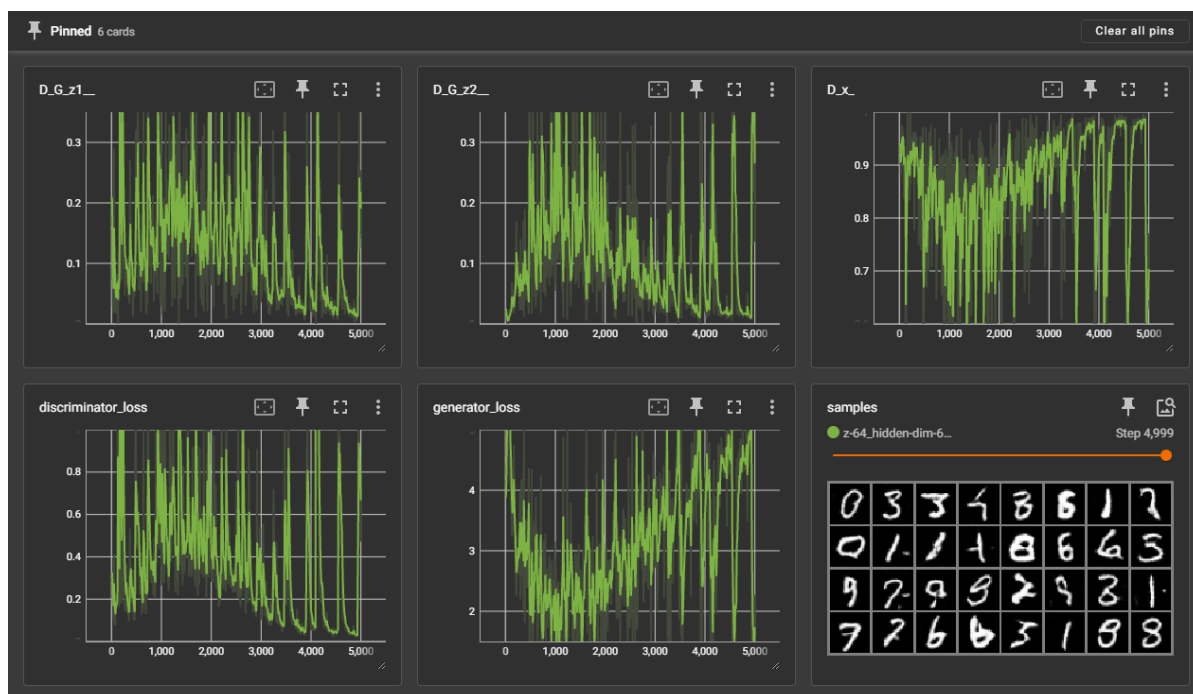 Pinned 6 cards
Clear all pins
D_G_z1__
0.3
0.2
0.1
0 1,000 2,000 3,000 4,000 5,000
D_G_z2__
0.3
0.2
0.1
0 1,000 2,000 3,000 4,000 5,000
D_x_
0.9
0.8
0.7
0 1,000 2,000 3,000 4,000 5,000
discriminator_loss
0.8
0.6
0.4
0.2
0 1,000 2,000 3,000 4,000 5,000
generator_loss
4
3
2
0 1,000 2,000 3,000 4,000 5,000
samples
z-64_hidden-dim-6...
Step 4,999